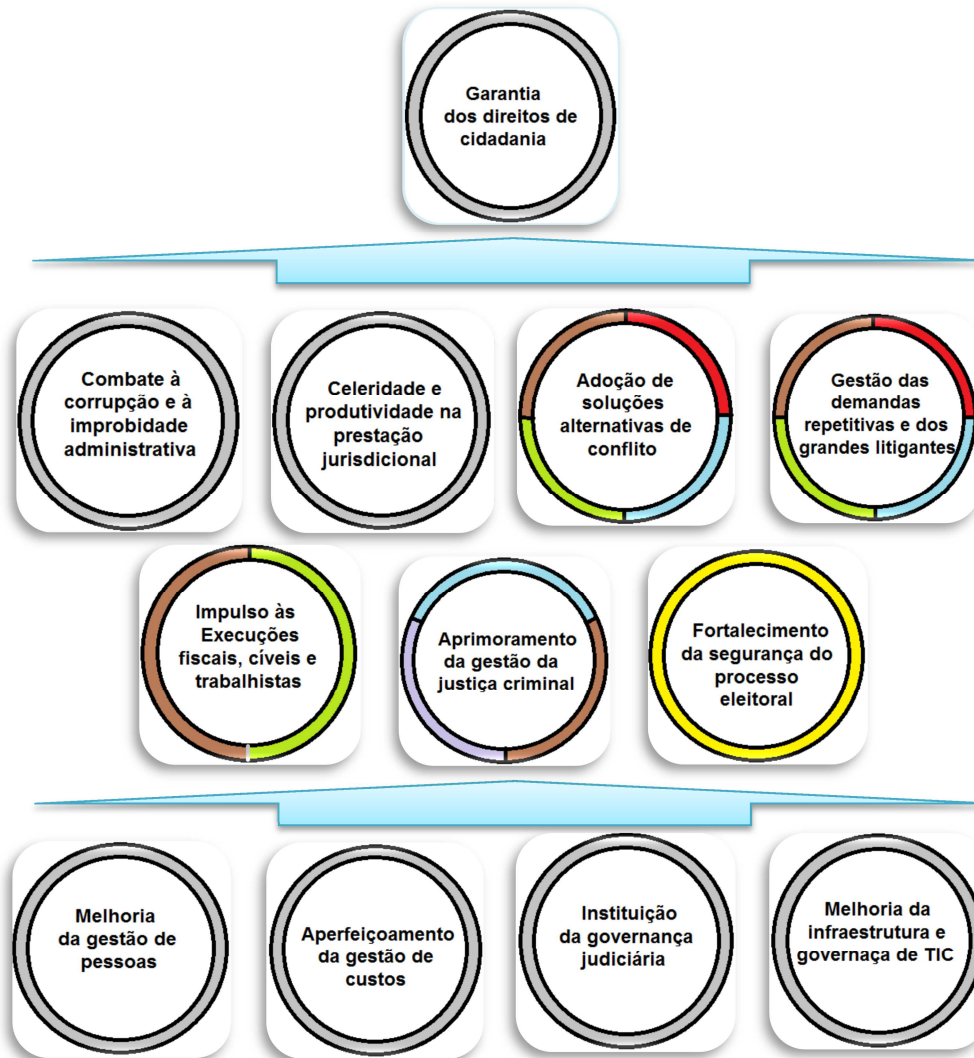 Garantia
dos direitos de
cidadania
Combate à
corrupção e à
improbidade
administrativa
Celeridade e
produtividade na
prestação
jurisdicional
Adoção de
soluções
alternativas de
conflito
Gestão das
demandas
repetitivas e dos
grandes litigantes
Impulso às
Execuções
fiscais, cíveis e
trabalhistas
Aprimoramento
da gestão da
justiça criminal
Fortalecimento
da segurança do
processo
eleitoral
Melhoria
da gestão de
pessoas
Aperfeiçoamento
da gestão de
custos
Instituição
da governança
judiciária
Melhoria da
infraestrutura e
governaça de TIC